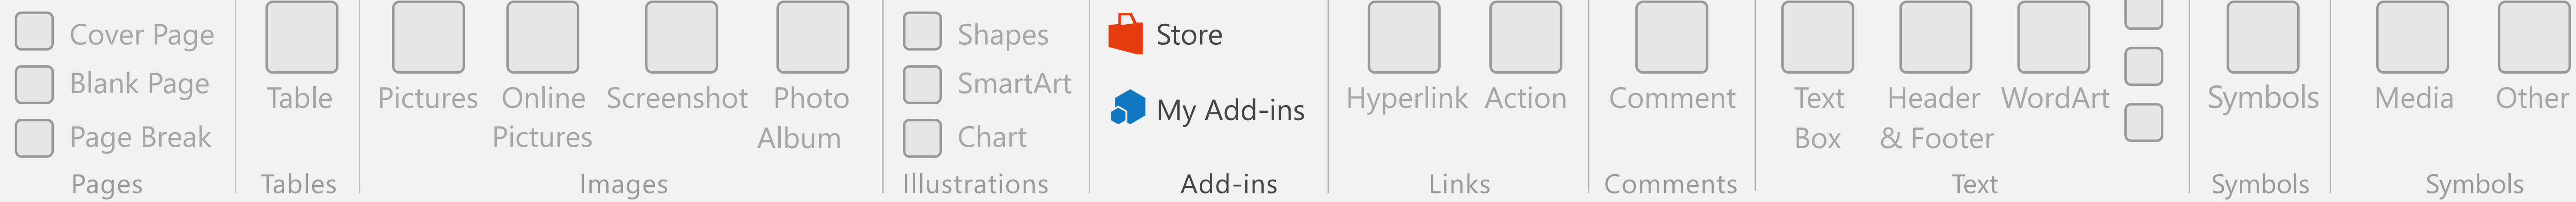 Cover Page
Blank Page
Page Break
Pages
Table
Tables
Pictures
Online
Pictures
Screenshot
Photo
Album
Images
Shapes
SmartArt
Chart
Illustrations
Store
My Add-ins
Add-ins
Hyperlink
Action
Links
Comment
Comments
Text
Box
Header
& Footer
WordArt
Text
Symbols
Symbols
Media
Other
Symbols